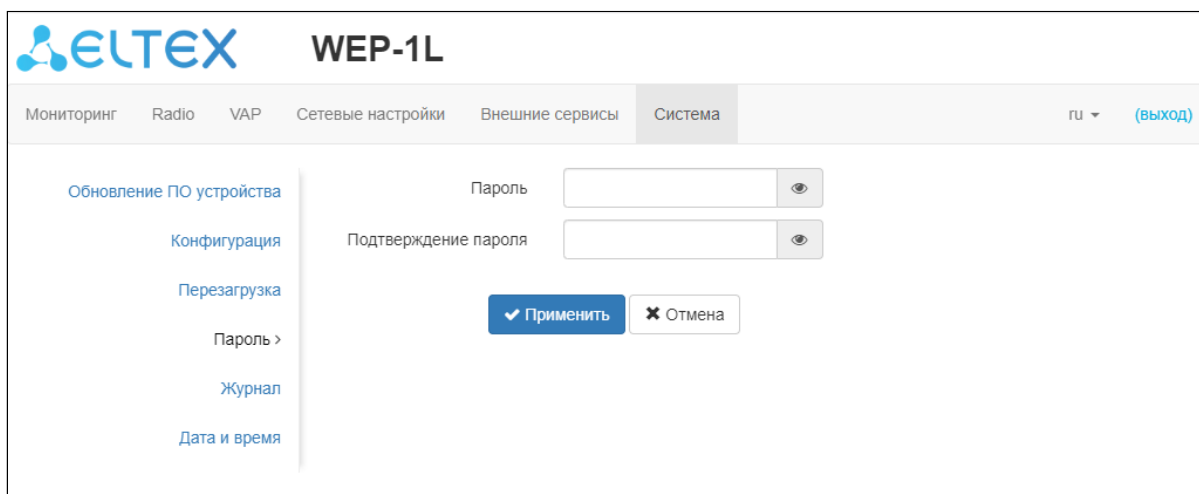 ELTEX WEP-1L
Мониторинг Radio VAP Сетевые настройки Внешние сервисы Система ru (выход)
Обновление ПО устройства
Конфигурация
Перезагрузка
Пароль >
Журнал
Дата и время
Пароль
Подтверждение пароля
Применить Отмена